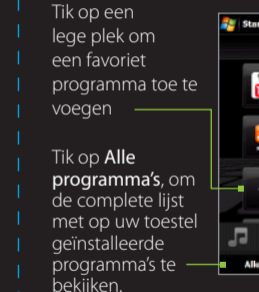 Tik op een
lege plek om
een favoriet
programma toe te
voegen
Tik op Alle
programma's, om
de complete lijst
met op uw toestel
geïnstalleerde
programma's te
bekijken.